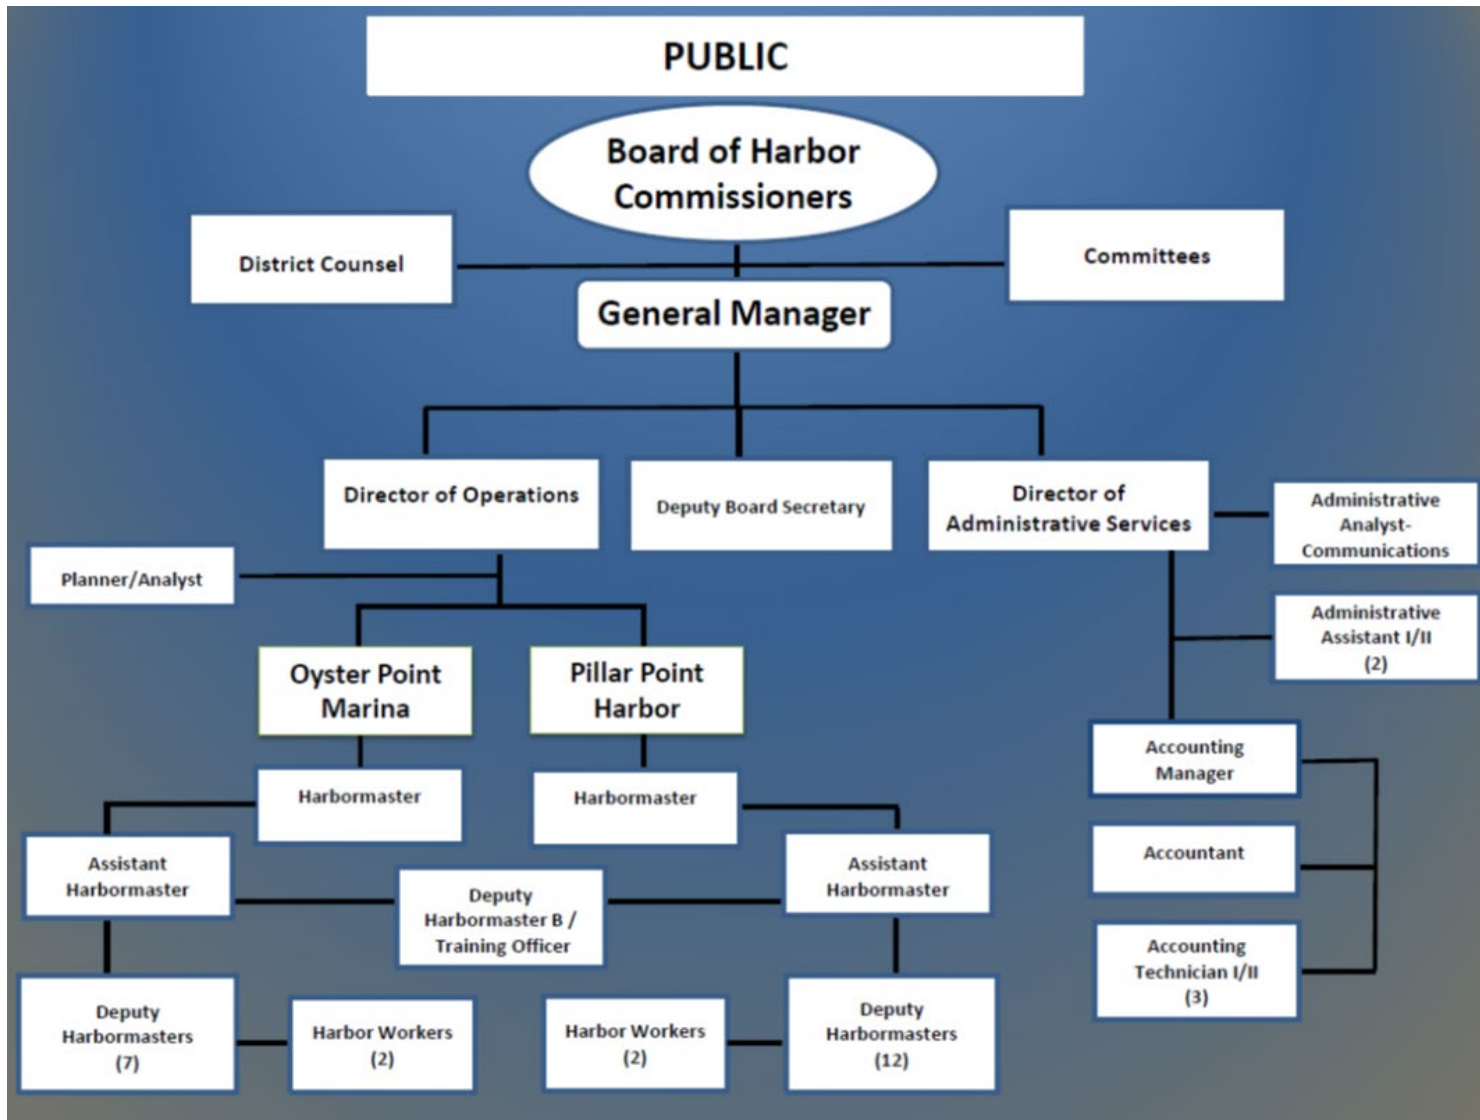 PUBLIC
Board of Harbor
Commissioners
District Counsel
Committees
General Manager
Director of Operations
Deputy Board Secretary
Director of
Administrative Services
Administrative
Analyst-
Communications
Planner/Analyst
Administrative
Assistant I/II
(2)
Oyster Point
Marina
Pillar Point
Harbor
Accounting
Manager
Harbormaster
Harbormaster
Assistant
Harbormaster
Deputy
Harbormaster B /
Training Officer
Assistant
Harbormaster
Accountant
Accounting
Technician I/II
(3)
Deputy
Harbormasters
(7)
Harbor Workers
(2)
Harbor Workers
(2)
Deputy
Harbormasters
(12)